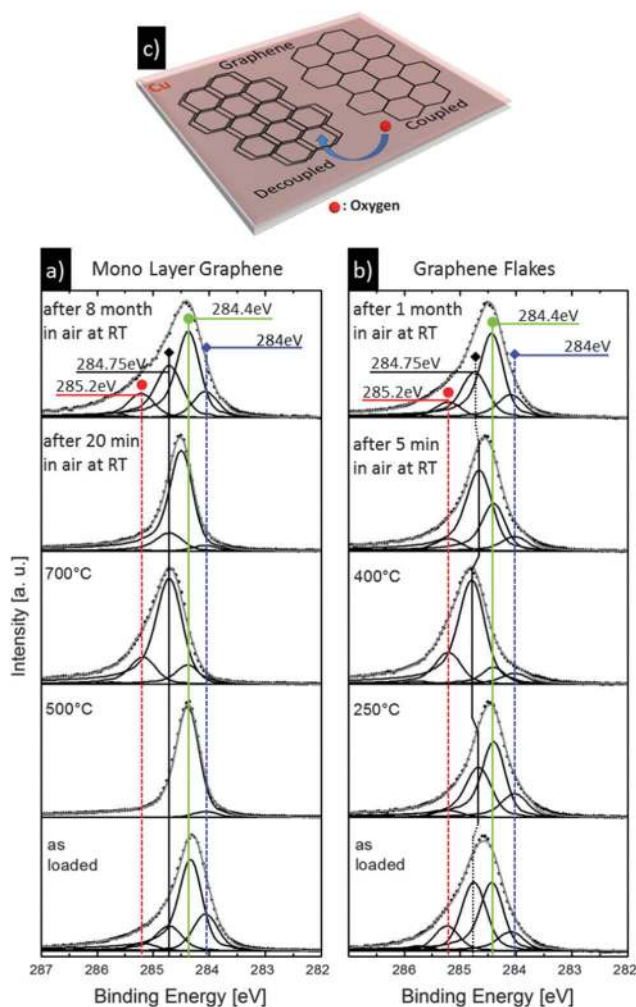 c)
Cu
Graphene
Coupled
Decoupled
: Oxygen
a)
Mono Layer Graphene
after 8 month
in air at RT
284.4eV
284eV
284.75eV
285.2eV
after 20 min
in air at RT
700°C
500°C
as
loaded
287 286 285 284 283 282
Binding Energy [eV]
Intensity [a. u.]
b)
Graphene Flakes
after 1 month
in air at RT
284.4eV
284eV
284.75eV
285.2eV
after 5 min
in air at RT
400°C
250°C
as
loaded
286 285 284 283 282
Binding Energy [eV]